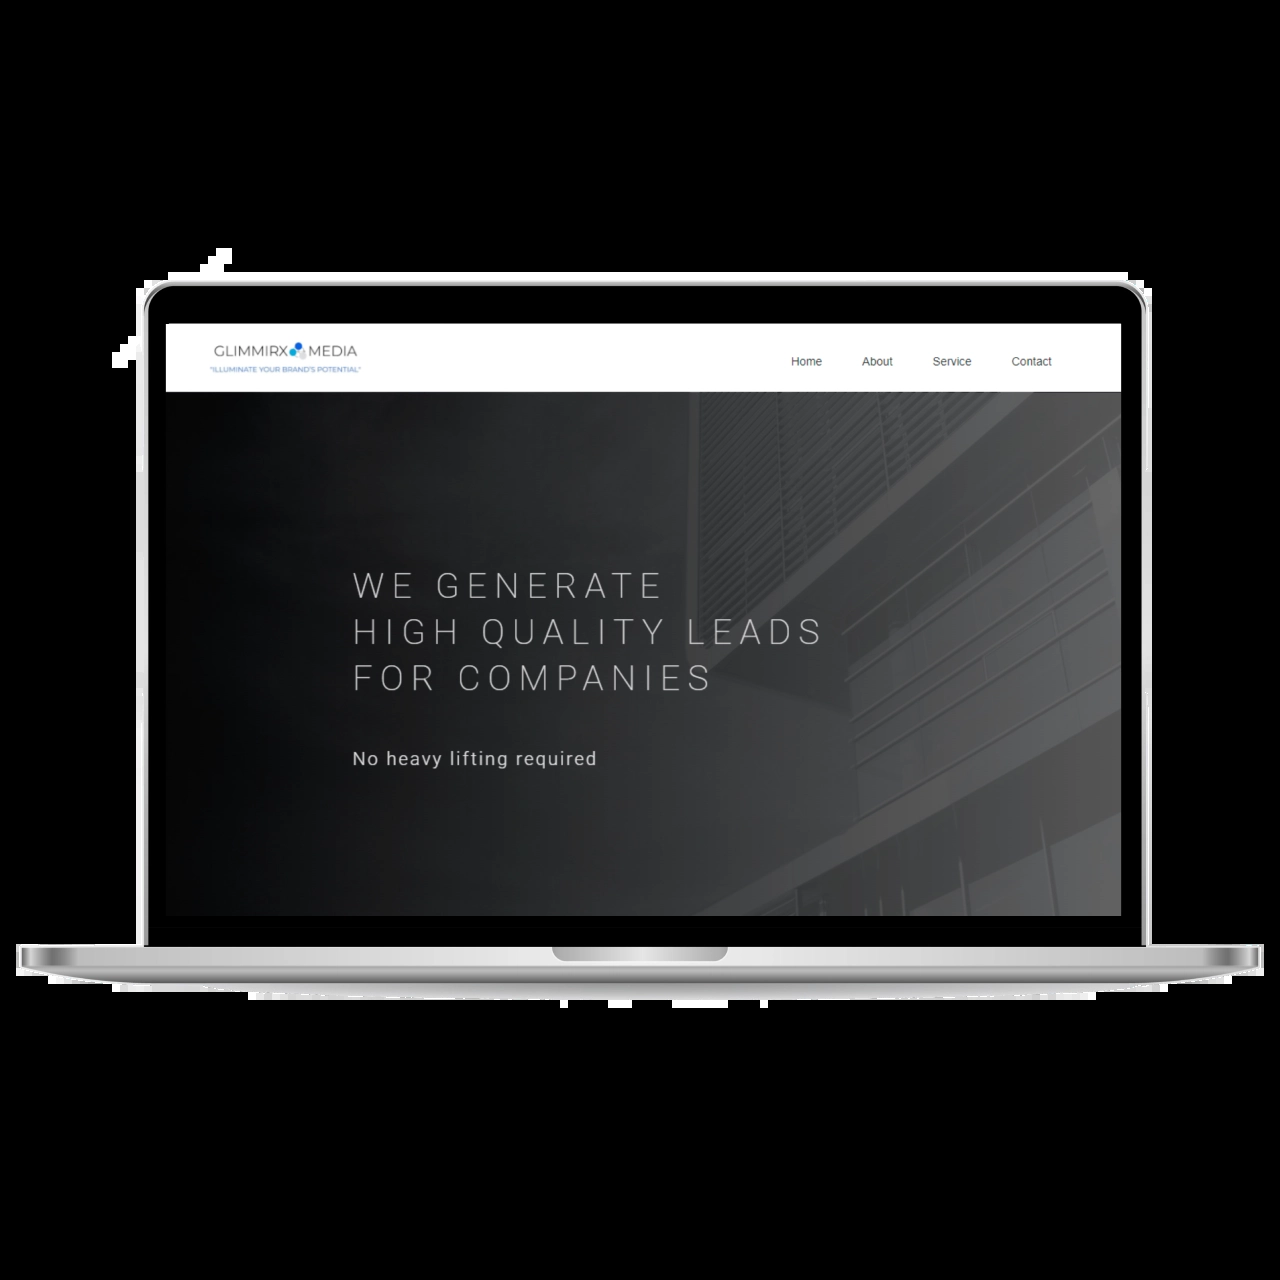 GLIMMIRX MEDIA
"ILLUMINATE YOUR BRAND'S POTENTIAL"
Home About Service Contact
WE GENERATE
HIGH QUALITY LEADS
FOR COMPANIES
No heavy lifting required